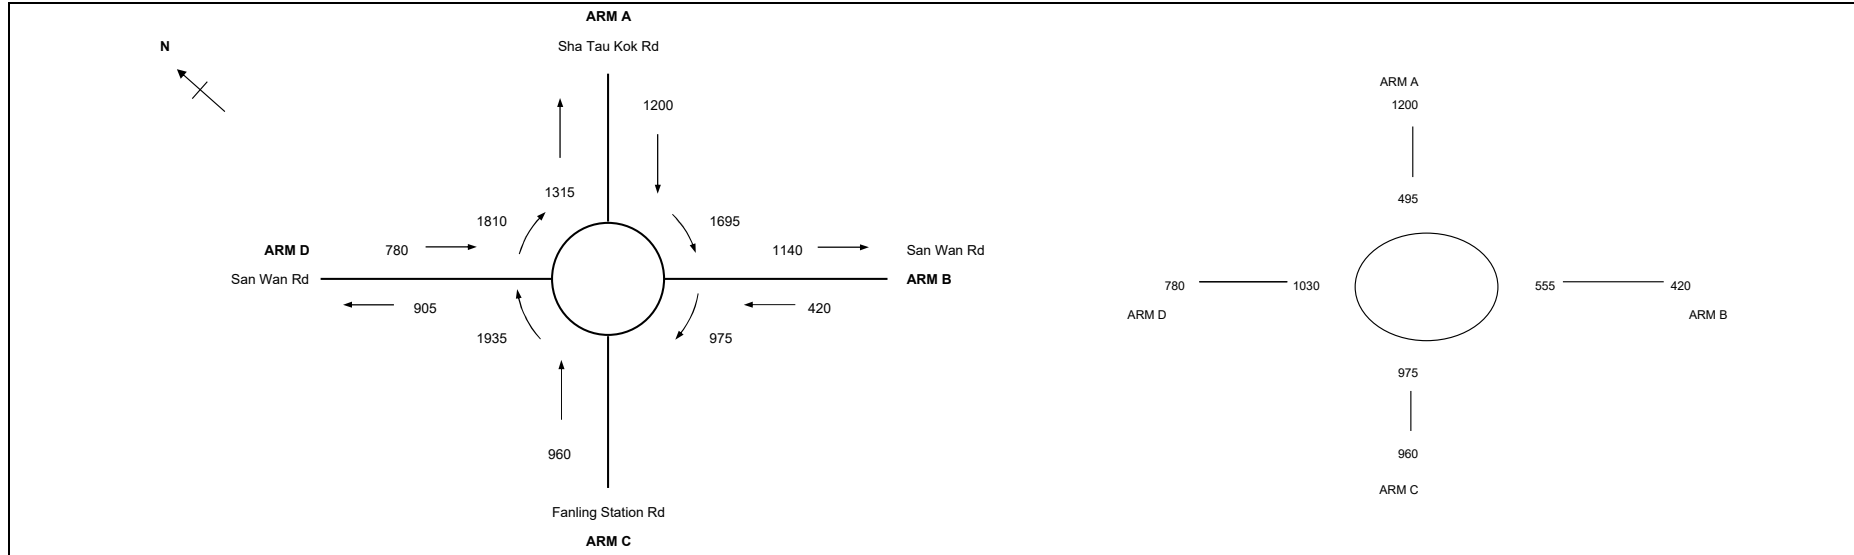 ARM A
N
Sha Tau Kok Rd
1200
1315
1810
1695
ARM D
780
1140
San Wan Rd
San Wan Rd
ARM B
905
420
1935
975
960
Fanling Station Rd
ARM C
ARM A
1200
495
780
1030
555
420
ARM D
ARM B
975
960
ARM C